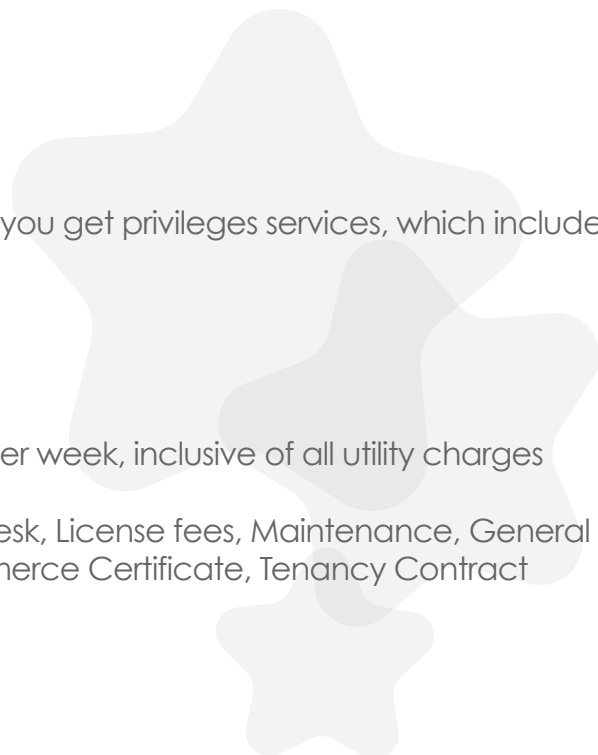 you get privileges services, which include
er week, inclusive of all utility charges
esk, License fees, Maintenance, General
merce Certificate, Tenancy Contract